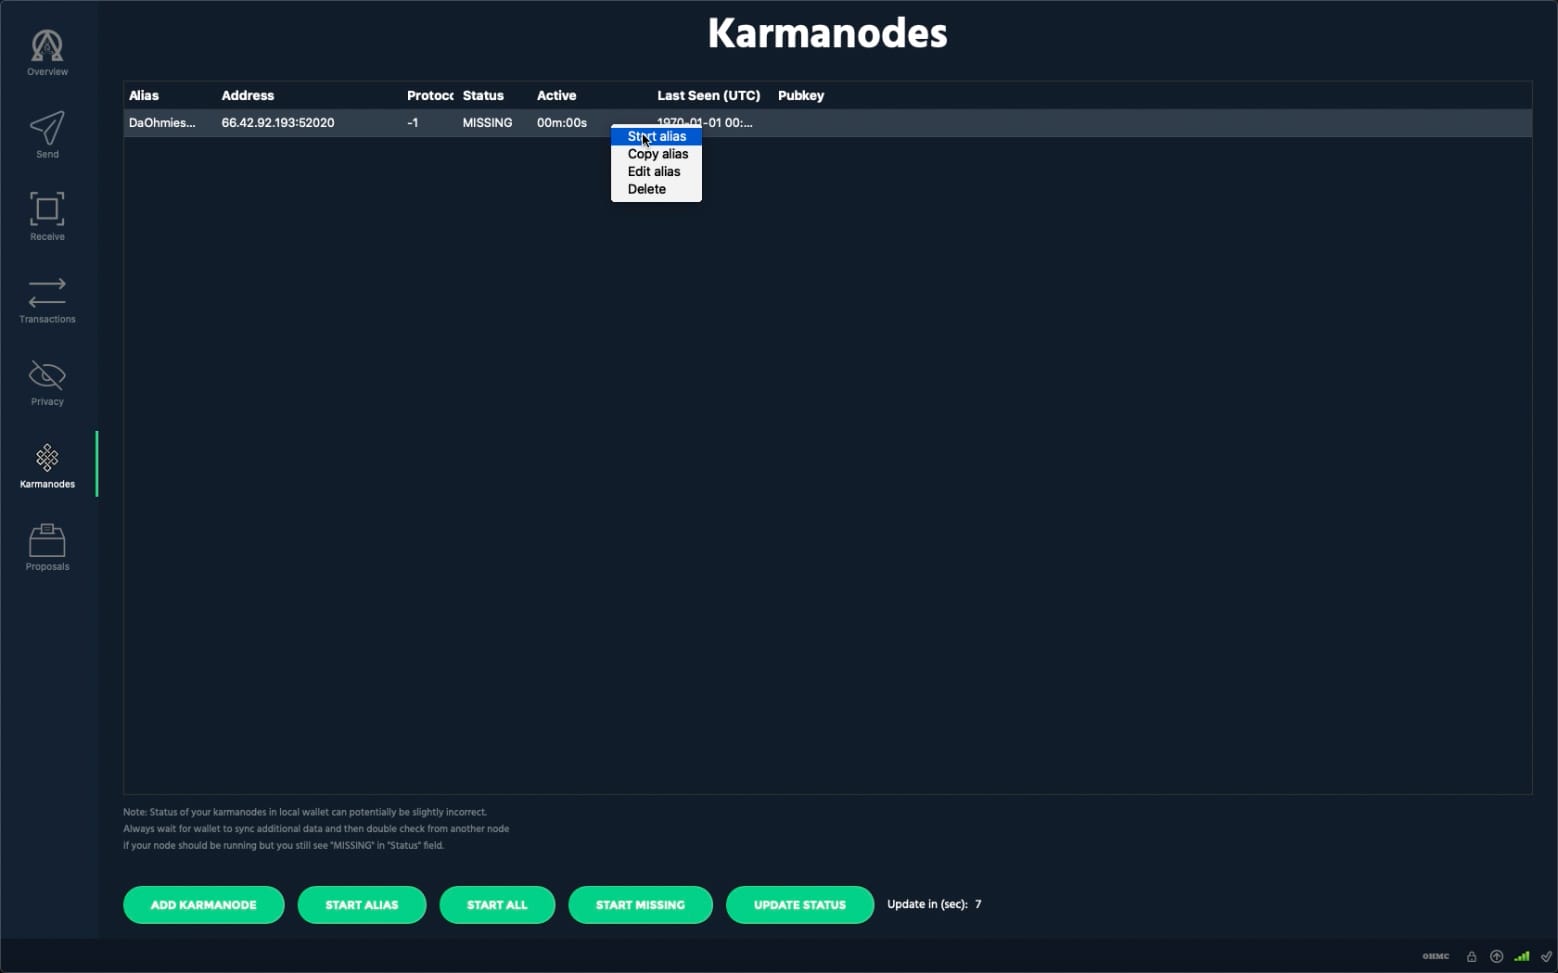 Karmanodes
Overview
Send
Receive
Transactions
Privacy
Karmanodes
Proposals
Alias Address Protoc Status Active Last Seen (UTC) Pubkey
DaOhmies... 66.42.92.193:52020 -1 MISSING 00m:00s 1970-01-01 00:...
Start alias
Copy alias
Edit alias
Delete
Note: Status of your karmanodes in local wallet can potentially be slightly incorrect.
Always wait for wallet to sync additional data and then double check from another node
if your node should be running but you still see "MISSING" in "Status" field.
ADD KARMANODE START ALIAS START ALL START MISSING UPDATE STATUS Update in (sec): 7
OHMC